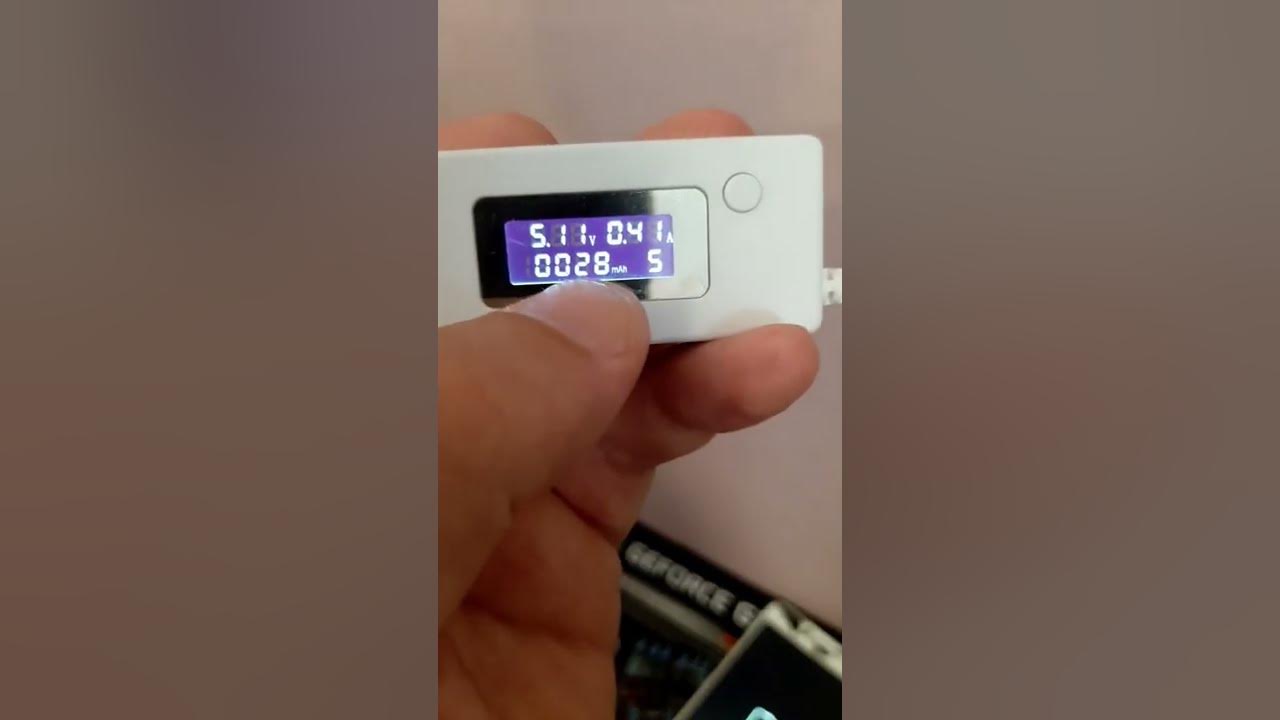 5.11V 0.41A
0028mAh 5
GEFORCE